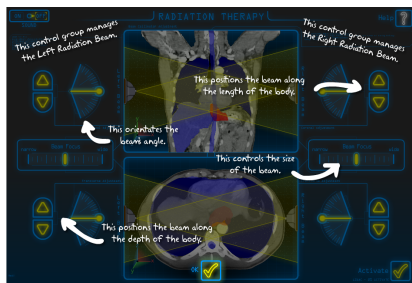 RADIATION THERAPY
Help
?
This control group manages
the Left Radiation Beam.
This control group manages
the Right Radiation Beam.
This positions the beam along
the length of the body.
This orientates the
beam angle.
Beam Focus
This controls the size
of the beam.
Beam Focus
This positions the beam along
the depth of the body.
OK
Activate